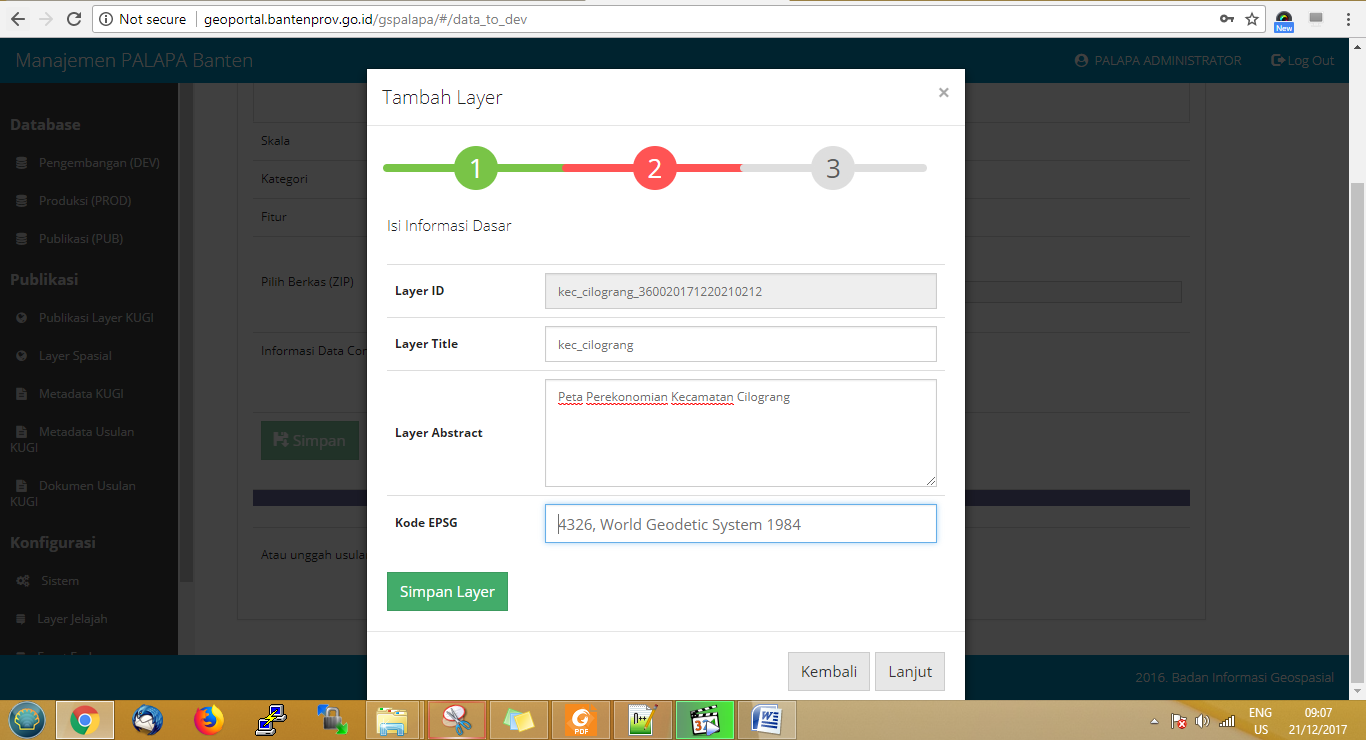 Not secure | geoportal.bantenprov.go.id/gspalapa/#/data_to_dev
New
Manajemen PALAPA Banten
PALAPA ADMINISTRATOR
Log Out
Database
Pengembangan (DEV)
Produksi (PROD)
Publikasi (PUB)
Publikasi
Publikasi Layer KUGI
Layer Spasial
Metadata KUGI
Metadata Usulan
KUGI
Dokumen Usulan
KUGI
Konfigurasi
Sistem
Layer Jelajah
Skala
Kategori
Fitur
Pilih Berkas (ZIP)
Informasi Data Con
Simpan
Atau unggah usula
Tambah Layer
×
1
2
3
Isi Informasi Dasar
Layer ID
kec_cilograng_360020171220210212
Layer Title
kec_cilograng
Layer Abstract
Peta Perekonomian Kecamatan Cilograng
Kode EPSG
4326, World Geodetic System 1984
Simpan Layer
Kembali
Lanjut
2016. Badan Informasi Geospasial
PDF
ENG
US
09:07
21/12/2017